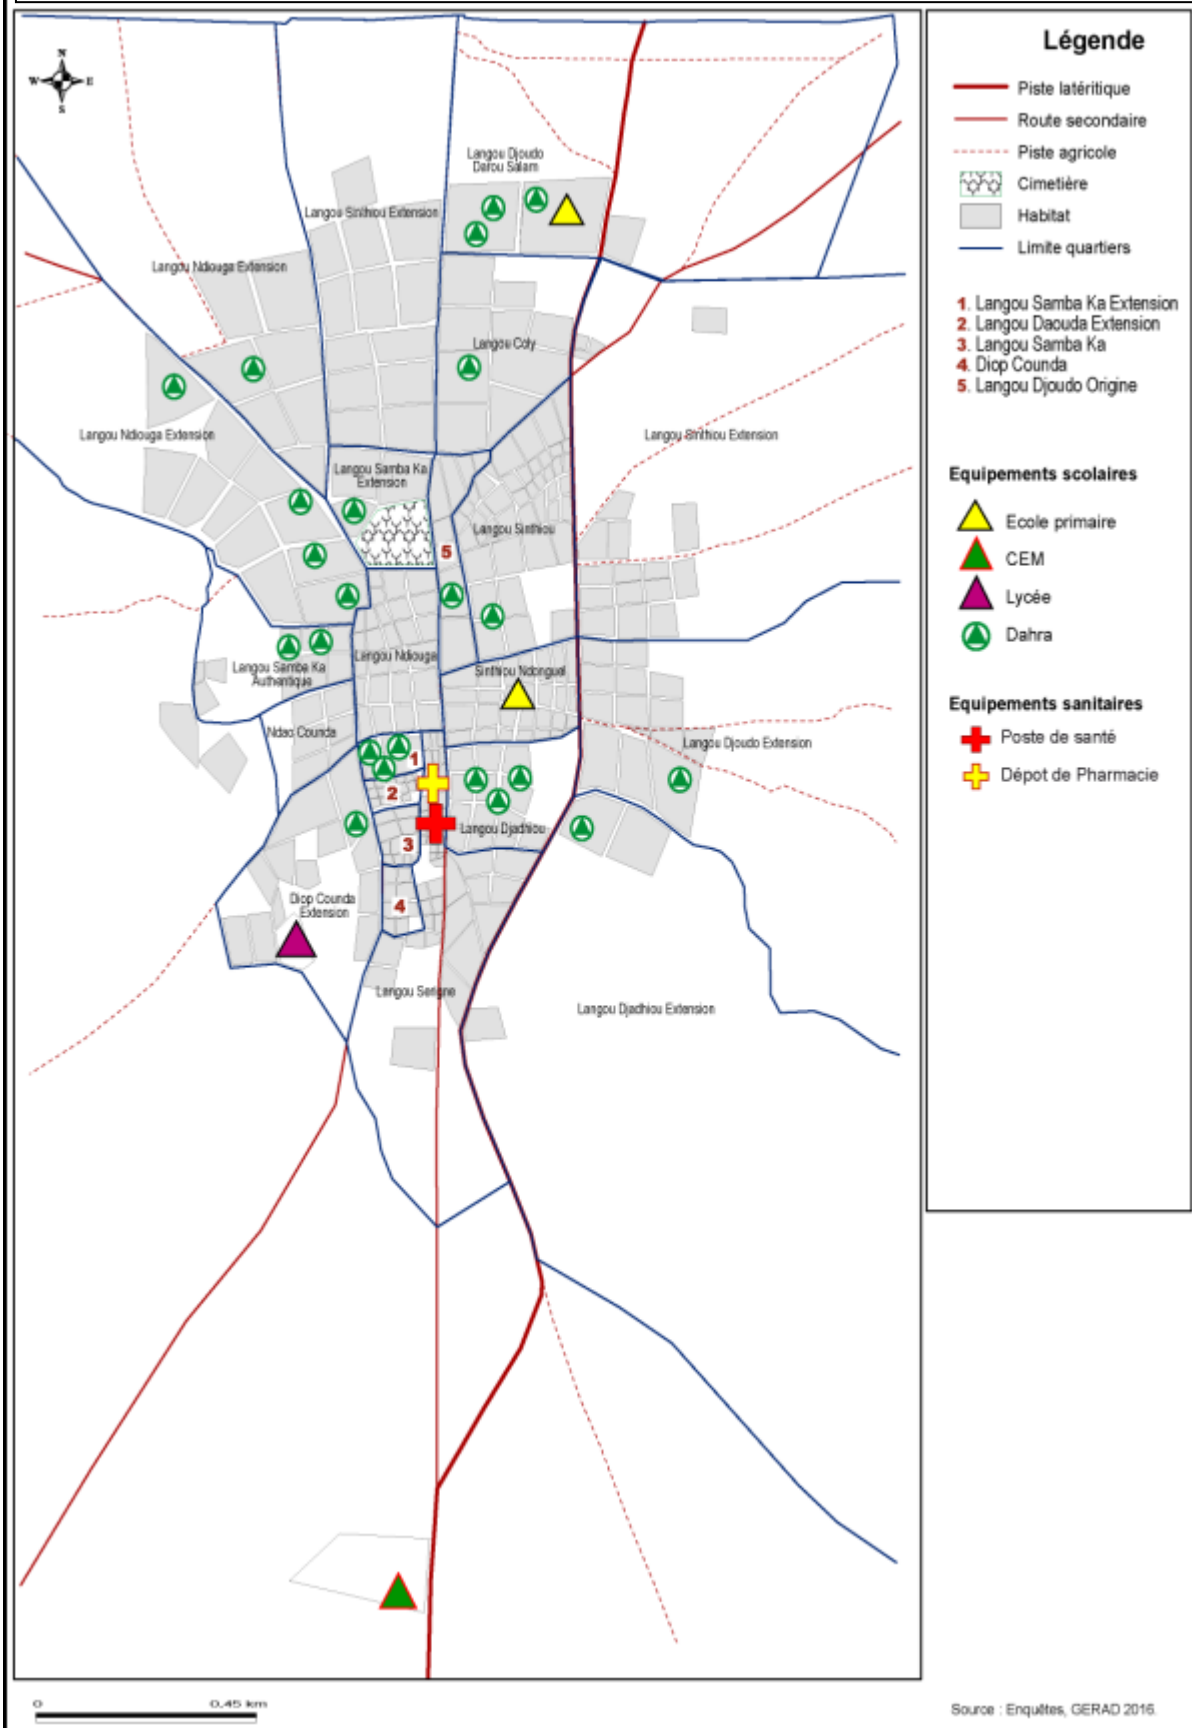 N
W E
S
Langou Djoudo
Darou Salam
Langou Sinthiou Extension
Langou Ndiouga Extension
Langou Coly
Langou Ndiouga Extension
Langou Sinthiou Extension
Langou Samba Ka
Extension
Langou Sinthiou
5
Langou Ndiouga
Langou Samba Ka
Authentique
Sinthiou Ndonguel
Ndao Counda
Langou Djoudo Extension
1
2
Langou Djadhiou
3
Diop Counda
Extension
4
Langou Serigne
Langou Djadhiou Extension
0 0.45 km
Légende
Piste latéritique
Route secondaire
Piste agricole
Cimetière
Habitat
Limite quartiers
1. Langou Samba Ka Extension
2. Langou Daouda Extension
3. Langou Samba Ka
4. Diop Counda
5. Langou Djoudo Origine
Equipements scolaires
Ecole primaire
CEM
Lycée
Dahra
Equipements sanitaires
Poste de santé
Dépot de Pharmacie
Source : Enquêtes, GERAD 2016.